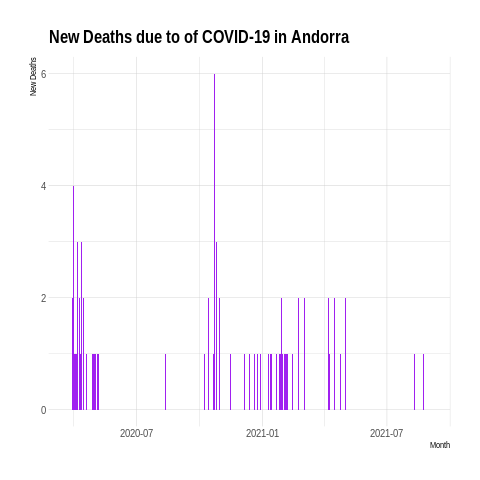 New Deaths due to of COVID-19 in Andorra
New Deaths
6
4
2
0
2020-07
2021-01
2021-07
Month